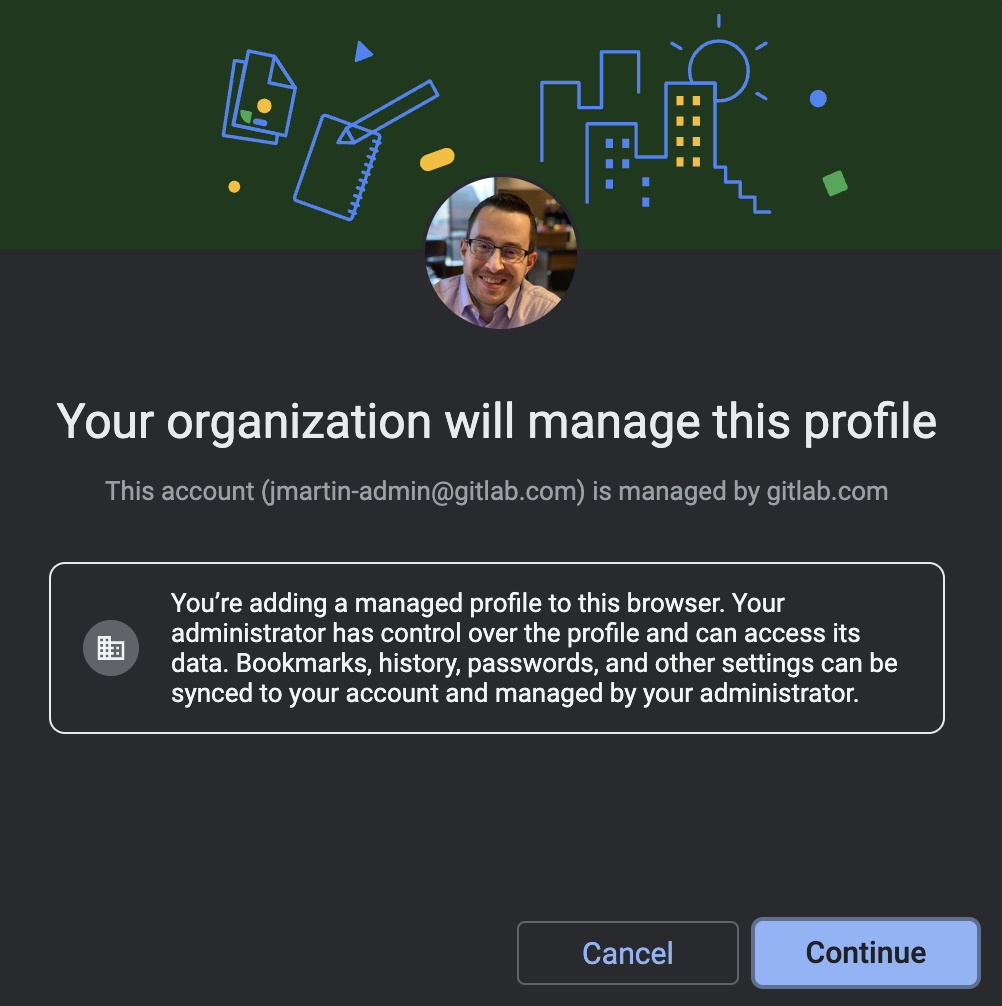 Your organization will manage this profile
This account (jmartin-admin@gitlab.com) is managed by gitlab.com
You’re adding a managed profile to this browser. Your
administrator has control over the profile and can access its
data. Bookmarks, history, passwords, and other settings can be
synced to your account and managed by your administrator.
Cancel
Continue